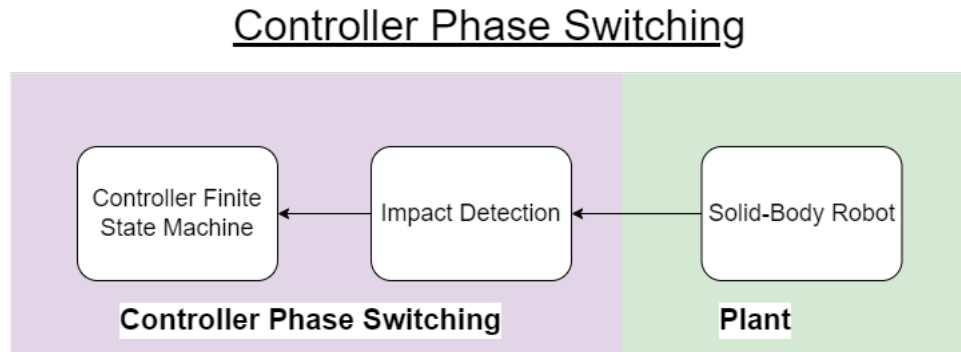 Controller Phase Switching
Controller Finite
State Machine
Impact Detection
Solid-Body Robot
Controller Phase Switching
Plant